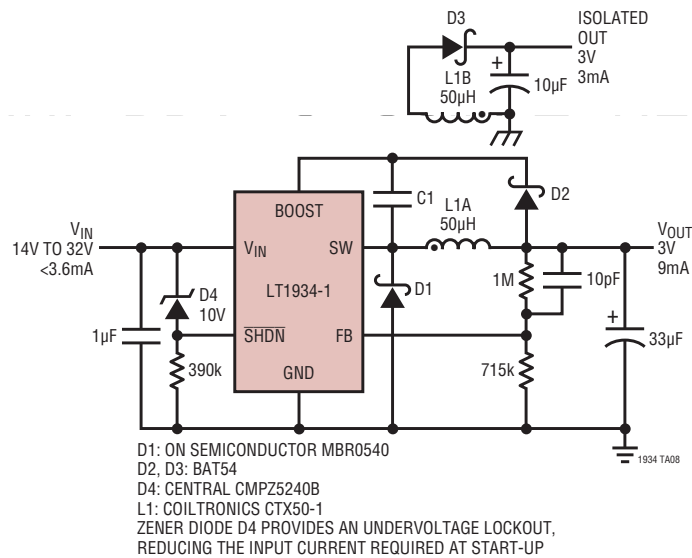 D3
ISOLATED
OUT
3V
3mA
L1B
50µH
+
10µF
BOOST
C1
L1A
50µH
D2
VIN
14V TO 32V
<3.6mA
VIN
SW
VOUT
3V
9mA
LT1934-1
D4
10V
D1
1M
10pF
1µF
SHDN
FB
+
33µF
390k
GND
715k
1934 TA08
D1: ON SEMICONDUCTOR MBR0540
D2, D3: BAT54
D4: CENTRAL CMPZ5240B
L1: COILTRONICS CTX50-1
ZENER DIODE D4 PROVIDES AN UNDERVOLTAGE LOCKOUT,
REDUCING THE INPUT CURRENT REQUIRED AT START-UP